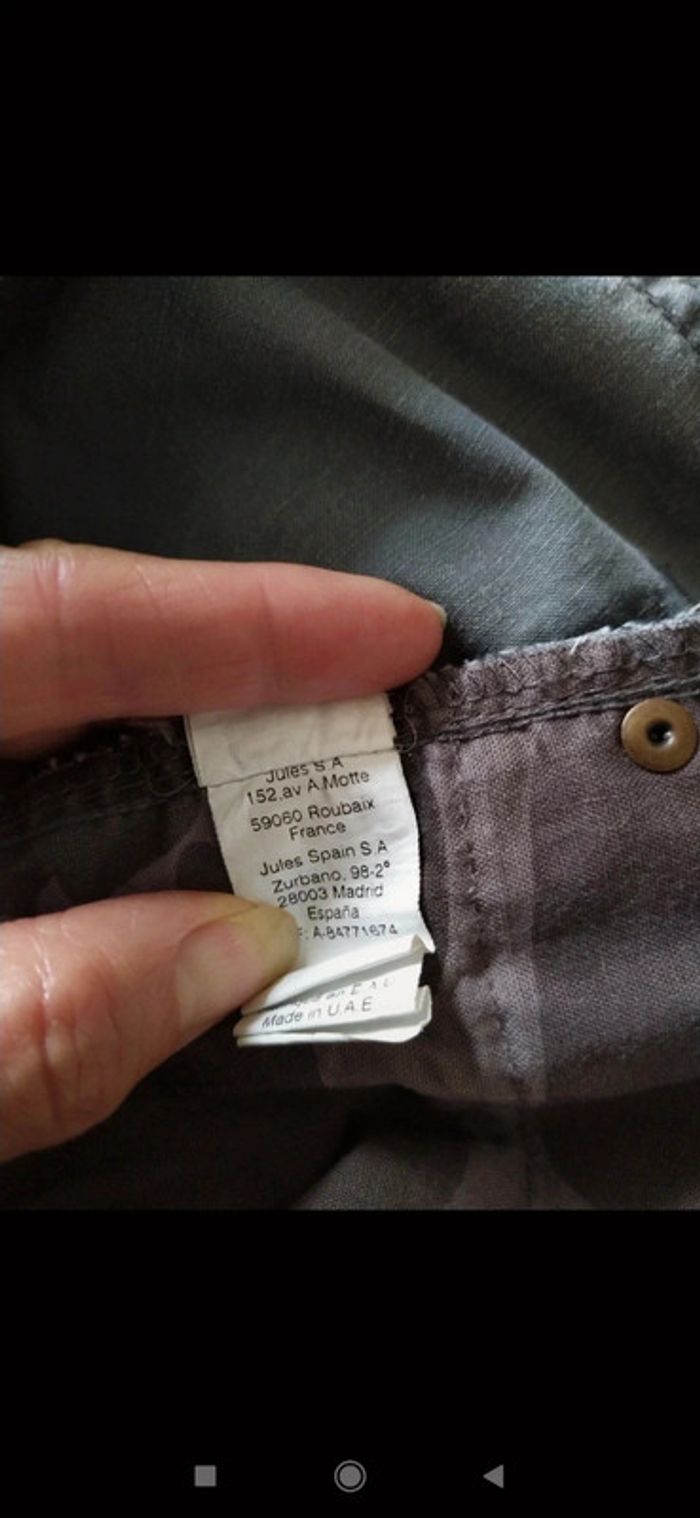 Jules S.A
152,av A.Motte
59060 Roubaix
France
Jules Spain S.A
Zurbano, 98-2°
28003 Madrid
España
F: A-84771674
Made in U.A.E